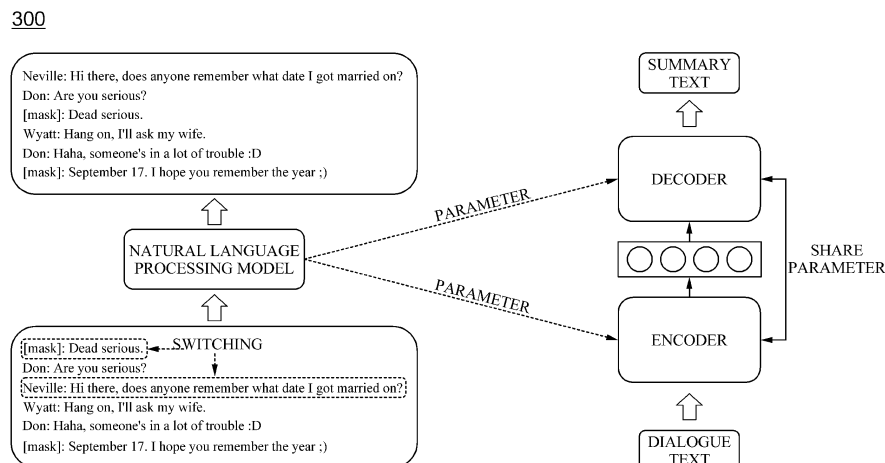 300
Neville: Hi there, does anyone remember what date I got married on?
Don: Are you serious?
[mask]: Dead serious.
Wyatt: Hang on, I'll ask my wife.
Don: Haha, someone's in a lot of trouble :D
[mask]: September 17. I hope you remember the year ;)
NATURAL LANGUAGE
PROCESSING MODEL
SWITCHING
[mask]: Dead serious.
Don: Are you serious?
Neville: Hi there, does anyone remember what date I got married on?
Wyatt: Hang on, I'll ask my wife.
Don: Haha, someone's in a lot of trouble :D
[mask]: September 17. I hope you remember the year ;)
PARAMETER
PARAMETER
SUMMARY
TEXT
DECODER
SHARE
PARAMETER
ENCODER
DIALOGUE
TEXT